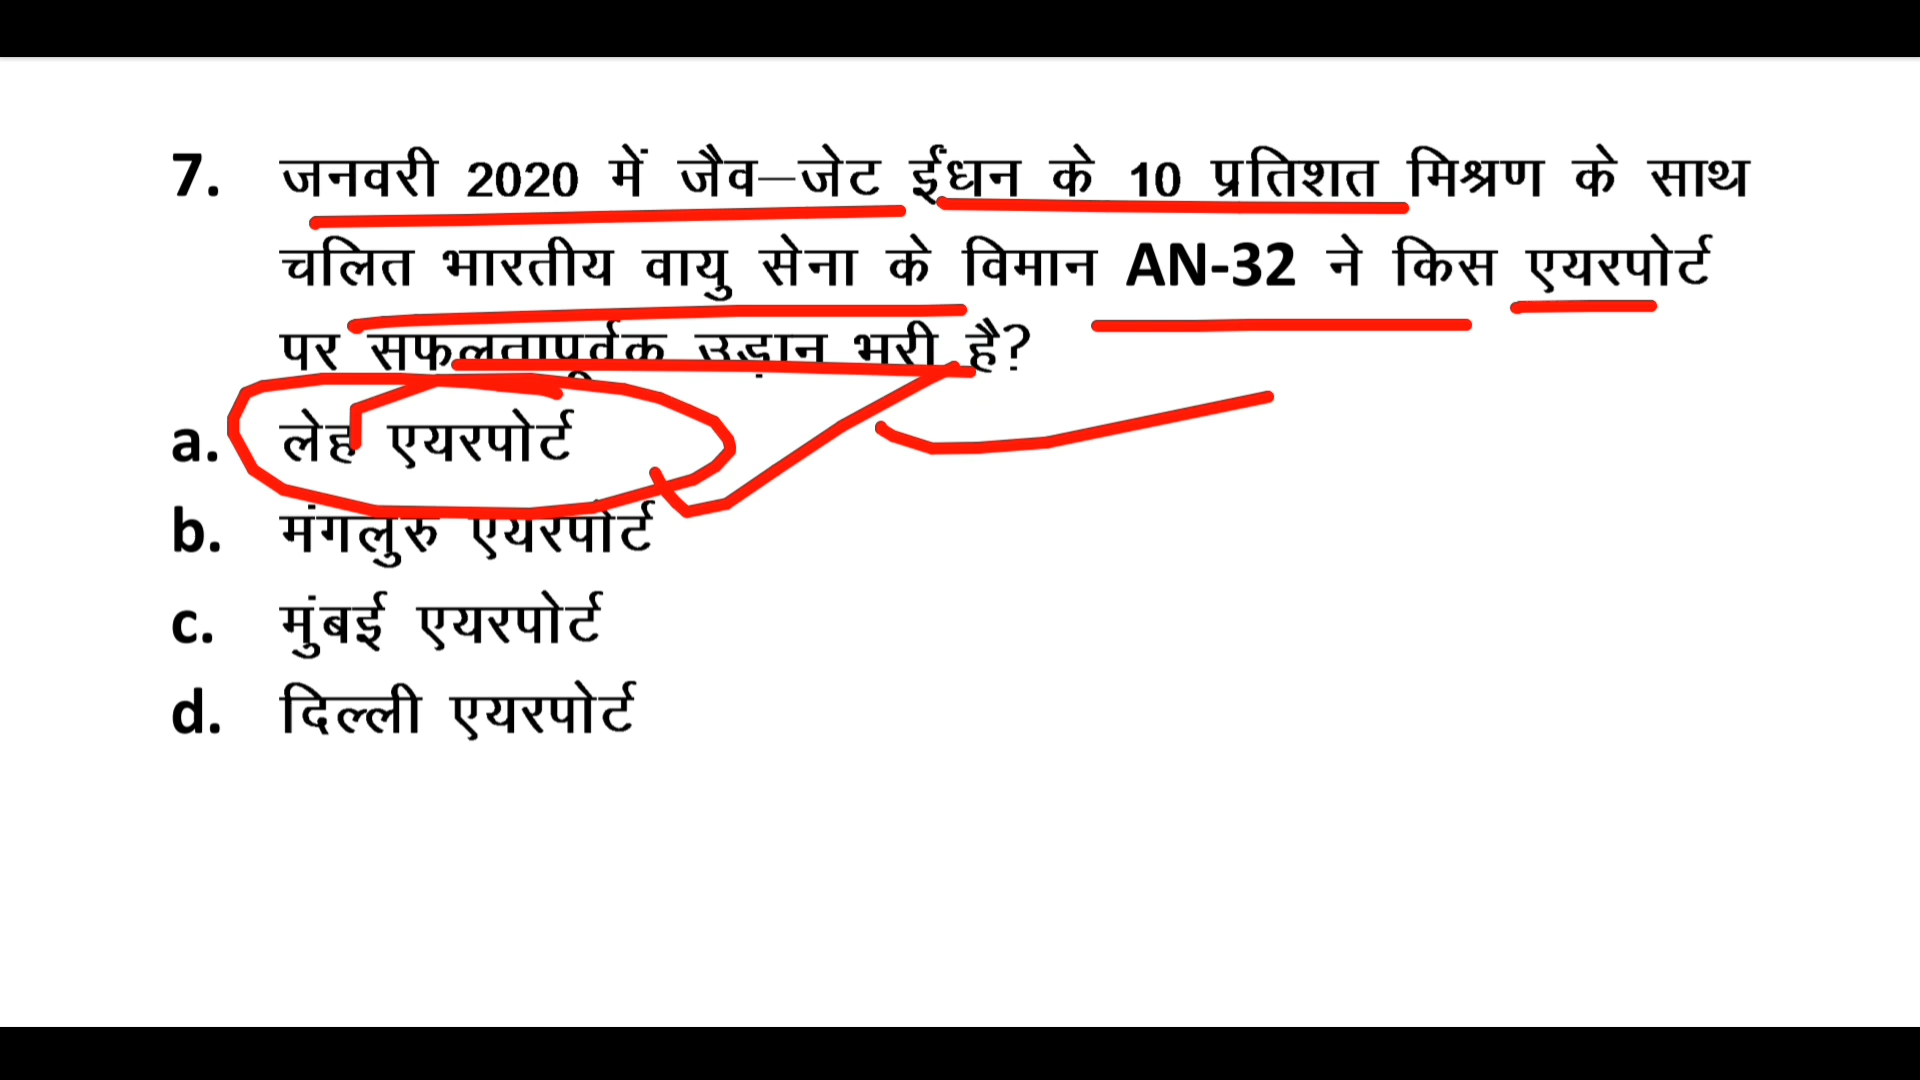 7. जनवरी 2020 में जैव–जेट ईंधन के 10 प्रतिशत मिश्रण के साथ
चलित भारतीय वायु सेना के विमान AN-32 ने किस एयरपोर्ट
पर सफलतापूर्वक उड़ान भरी है?
a. लेह एयरपोर्ट
b. मंगलुरु एयरपोर्ट
c. मुंबई एयरपोर्ट
d. दिल्ली एयरपोर्ट